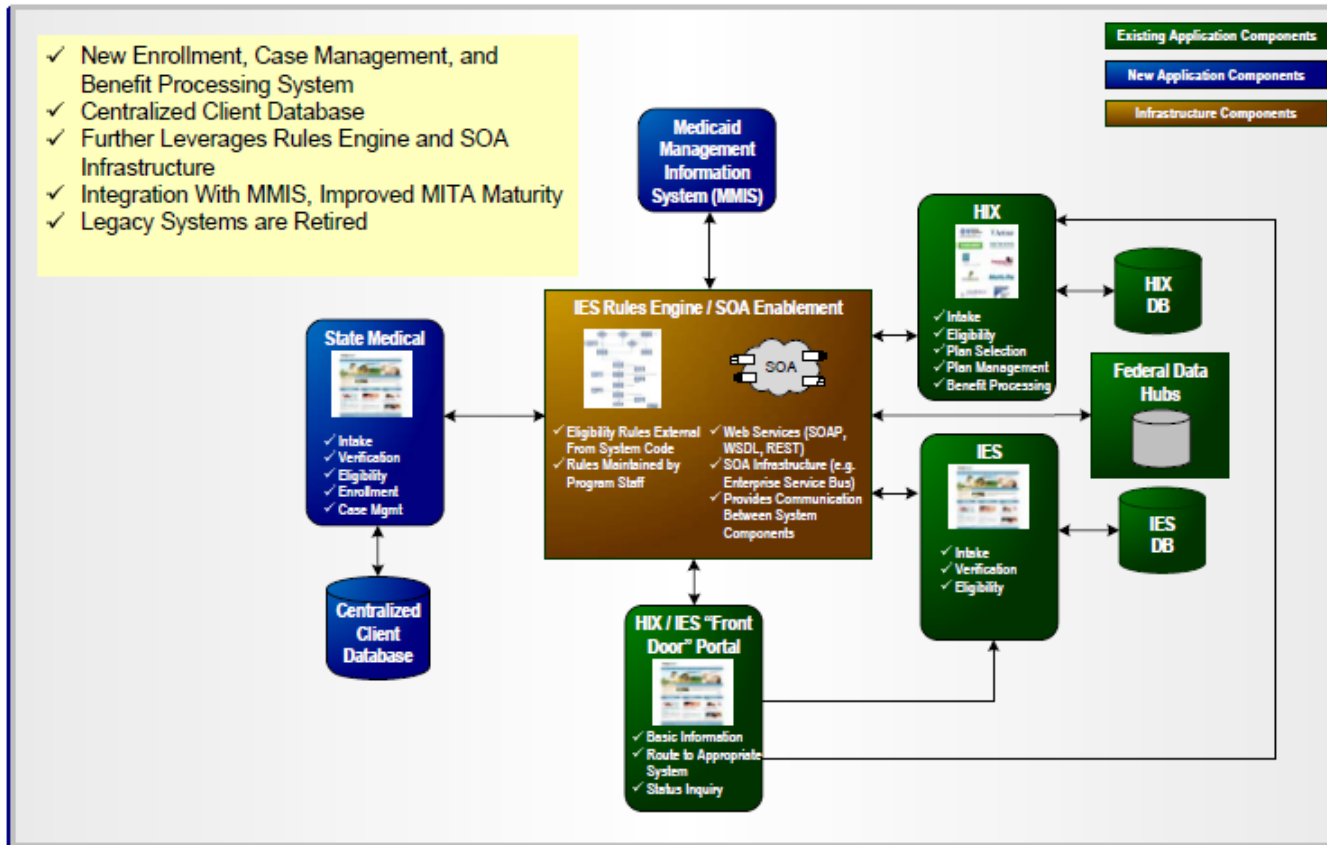 ✓ New Enrollment, Case Management, and
Benefit Processing System
✓ Centralized Client Database
✓ Further Leverages Rules Engine and SOA
Infrastructure
✓ Integration With MMIS, Improved MITA Maturity
✓ Legacy Systems are Retired
Existing Application Components
New Application Components
Infrastructure Components
Medicaid
Management
Information
System (MMIS)
HIX
✓ Intake
✓ Eligibility
✓ Plan Selection
✓ Plan Management
✓ Benefit Processing
HIX
DB
IES Rules Engine / SOA Enablement
SOA
✓ Eligibility Rules External
From System Code
✓ Rules Maintained by
Program Staff
✓ Web Services (SOAP,
WSDL, REST)
✓ SOA Infrastructure (e.g.
Enterprise Service Bus)
✓ Provides Communication
Between System
Components
State Medical
✓ Intake
✓ Verification
✓ Eligibility
✓ Enrollment
✓ Case Mgmt
Federal Data
Hubs
IES
✓ Intake
✓ Verification
✓ Eligibility
IES
DB
Centralized
Client
Database
HIX / IES “Front
Door” Portal
✓ Basic Information
✓ Route to Appropriate
System
✓ Status Inquiry